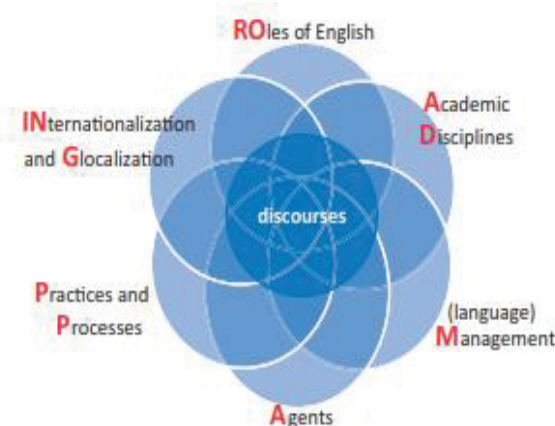 ROles of English
Academic
Disciplines
INternationalization
and Glocalization
discourses
Practices and
Processes
(language)
Management
Agents